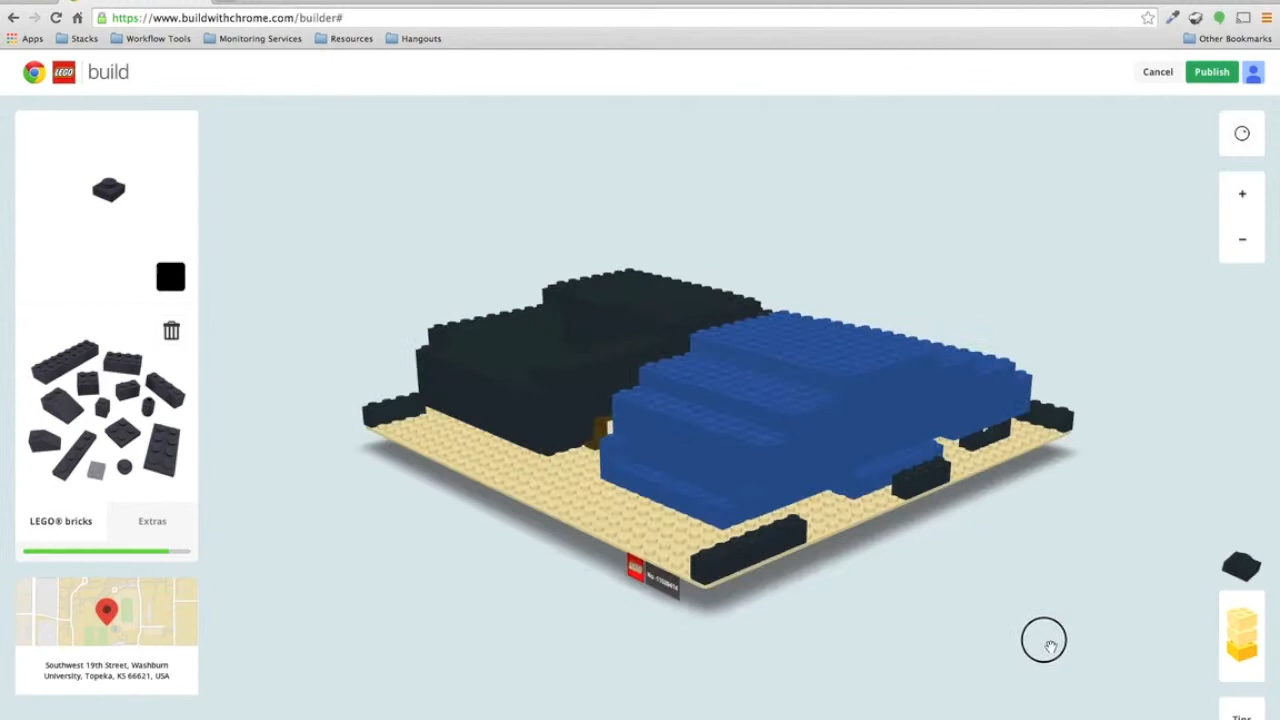 https://www.buildwithchrome.com/builder#
Apps Stacks Workflow Tools Monitoring Services Resources Hangouts Other Bookmarks
LEGO build Cancel Publish
LEGO® bricks Extras
LEGO
Southwest 19th Street, Washburn
University, Topeka, KS 66621, USA